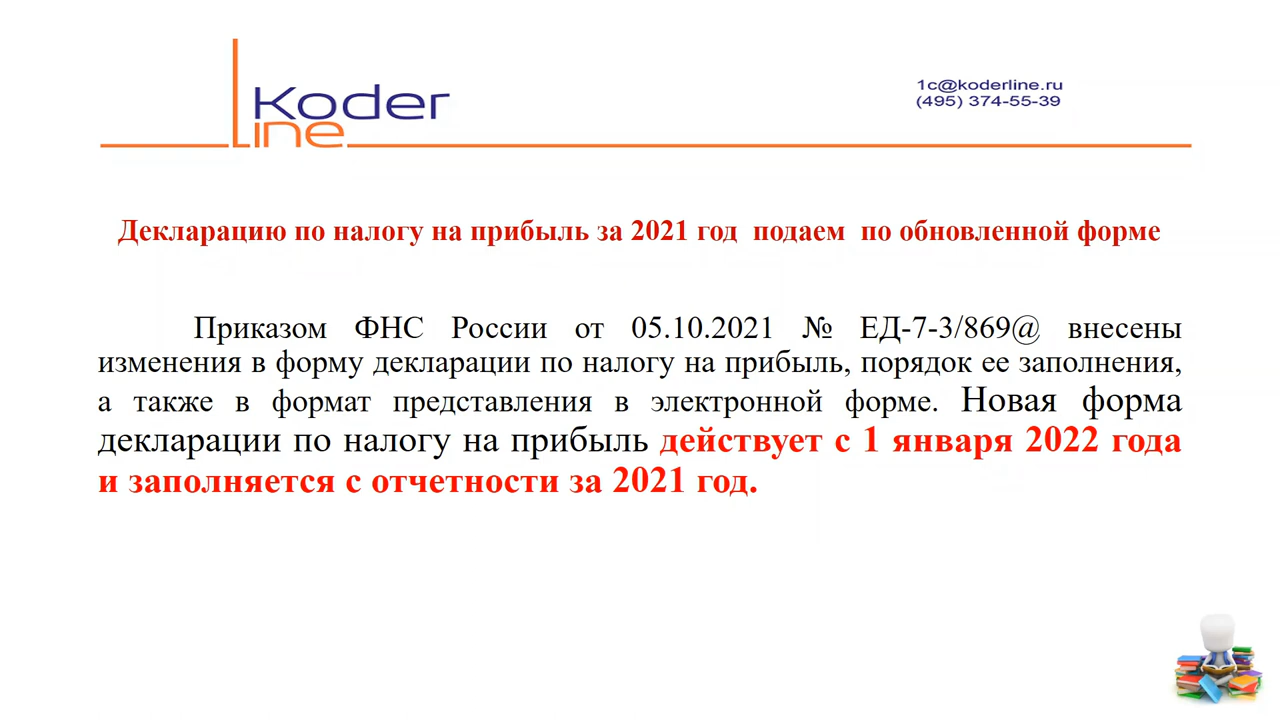 Koder
Line
1c@koderline.ru
(495) 374-55-39
Декларацию по налогу на прибыль за 2021 год подаем по обновленной форме
Приказом ФНС России от 05.10.2021 № ЕД-7-3/869@ внесены
изменения в форму декларации по налогу на прибыль, порядок ее заполнения,
а также в формат представления в электронной форме. Новая форма
декларации по налогу на прибыль действует с 1 января 2022 года
и заполняется с отчетности за 2021 год.